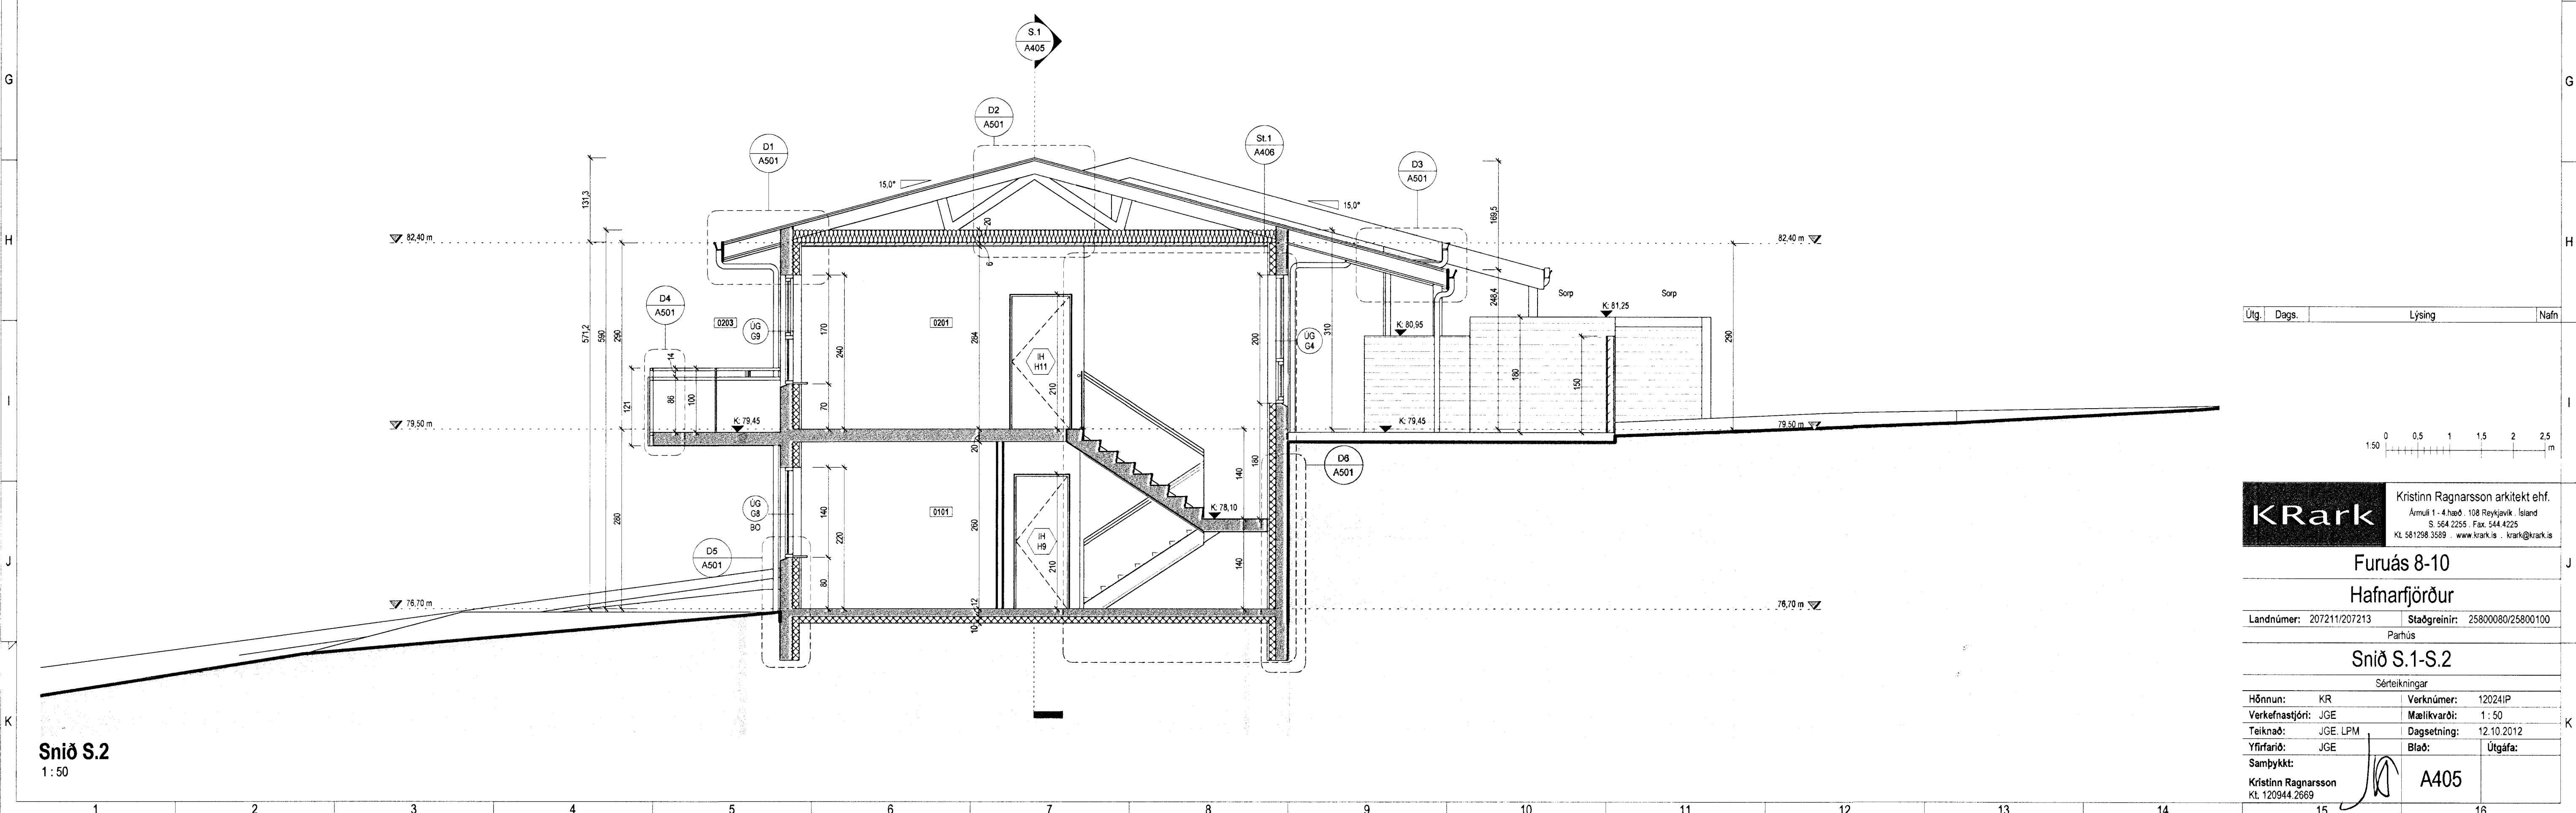 S.1
A405
D2
A501
D1
A501
St.1
A406
D3
A501
15,0°
15,0°
131,3
571,2
590
290
280
20
6
169,5
248,4
290
82,40 m
82,40 m
D4
A501
0203
ÚG
G9
170
240
70
0201
284
IH
H11
210
200
310
ÚG
G4
Sorp
Sorp
K: 81,25
K: 80,95
180
150
14
86
100
121
K: 79,45
K: 79,45
79,50 m
79,50 m
20
140
180
D6
A501
ÚG
G8
BO
140
220
80
0101
260
IH
H9
210
K: 78,10
140
D5
A501
76,70 m
76,70 m
12
10
Snið S.2
1 : 50
Útg. Dags. Lýsing Nafn
1:50 0 0,5 1 1,5 2 2,5 m
KRark
Kristinn Ragnarsson arkitekt ehf.
Ármuli 1 - 4.hæð . 108 Reykjavik . Ísland
S. 564 2255 . Fax. 544.4225
Kt. 581298.3589 . www.krark.is . krark@krark.is
Furuás 8-10
Hafnarfjörður
Landnúmer: 207211/207213 Staðgreinir: 25800080/25800100
Parhús
Snið S.1-S.2
Sérteikningar
Hönnun: KR Verknúmer: 12024IP
Verkefnastjóri: JGE Mælikvarði: 1 : 50
Teiknað: JGE. LPM Dagsetning: 12.10.2012
Yfirfarið: JGE Blað: Útgáfa:
Samþykkt:
Kristinn Ragnarsson
Kt. 120944.2669
A405
G
H
I
J
K
G
H
I
J
K
1 2 3 4 5 6 7 8 9 10 11 12 13 14 15 16